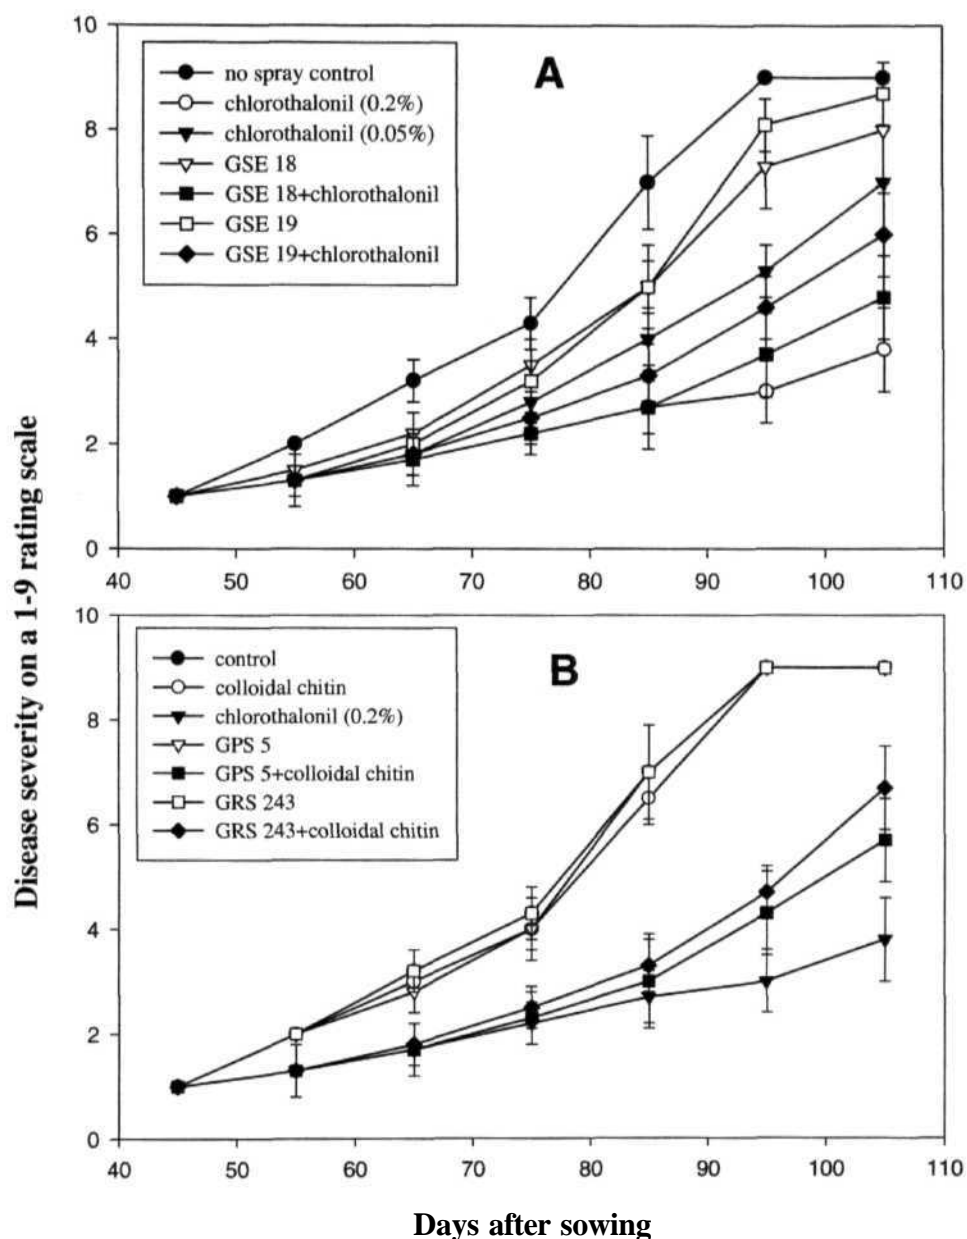 Disease severity on a 1-9 rating scale
10
8
6
4
2
0
A
no spray control
chlorothalonil (0.2%)
chlorothalonil (0.05%)
GSE 18
GSE 18+chlorothalonil
GSE 19
GSE 19+chlorothalonil
40 50 60 70 80 90 100 110
10
8
6
4
2
0
B
control
colloidal chitin
chlorothalonil (0.2%)
GPS 5
GPS 5+colloidal chitin
GRS 243
GRS 243+colloidal chitin
40 50 60 70 80 90 100 110
Days after sowing